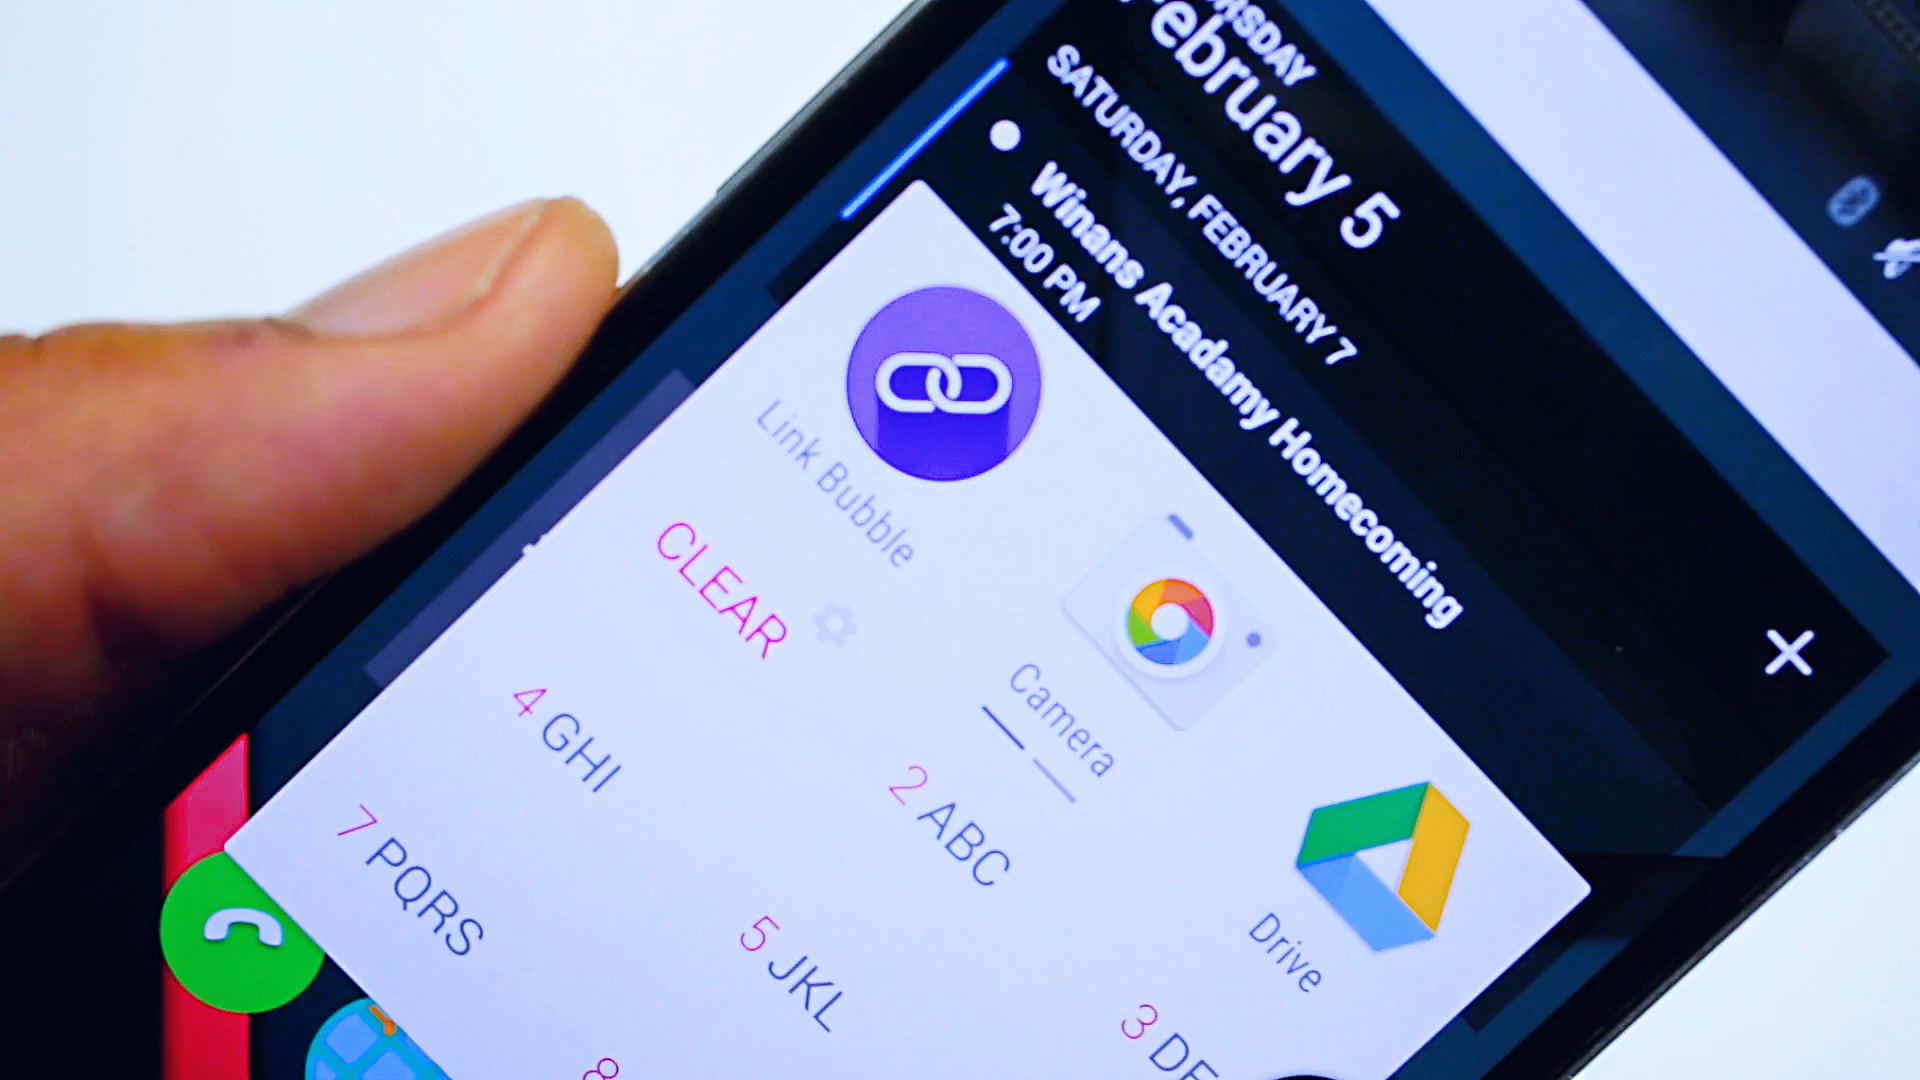 February 5
SATURDAY, FEBRUARY 7
Winans Acadamy Homecoming
7:00 PM
Link Bubble
Camera
Drive
CLEAR
2 ABC
4 GHI
5 JKL
7 PQRS
8